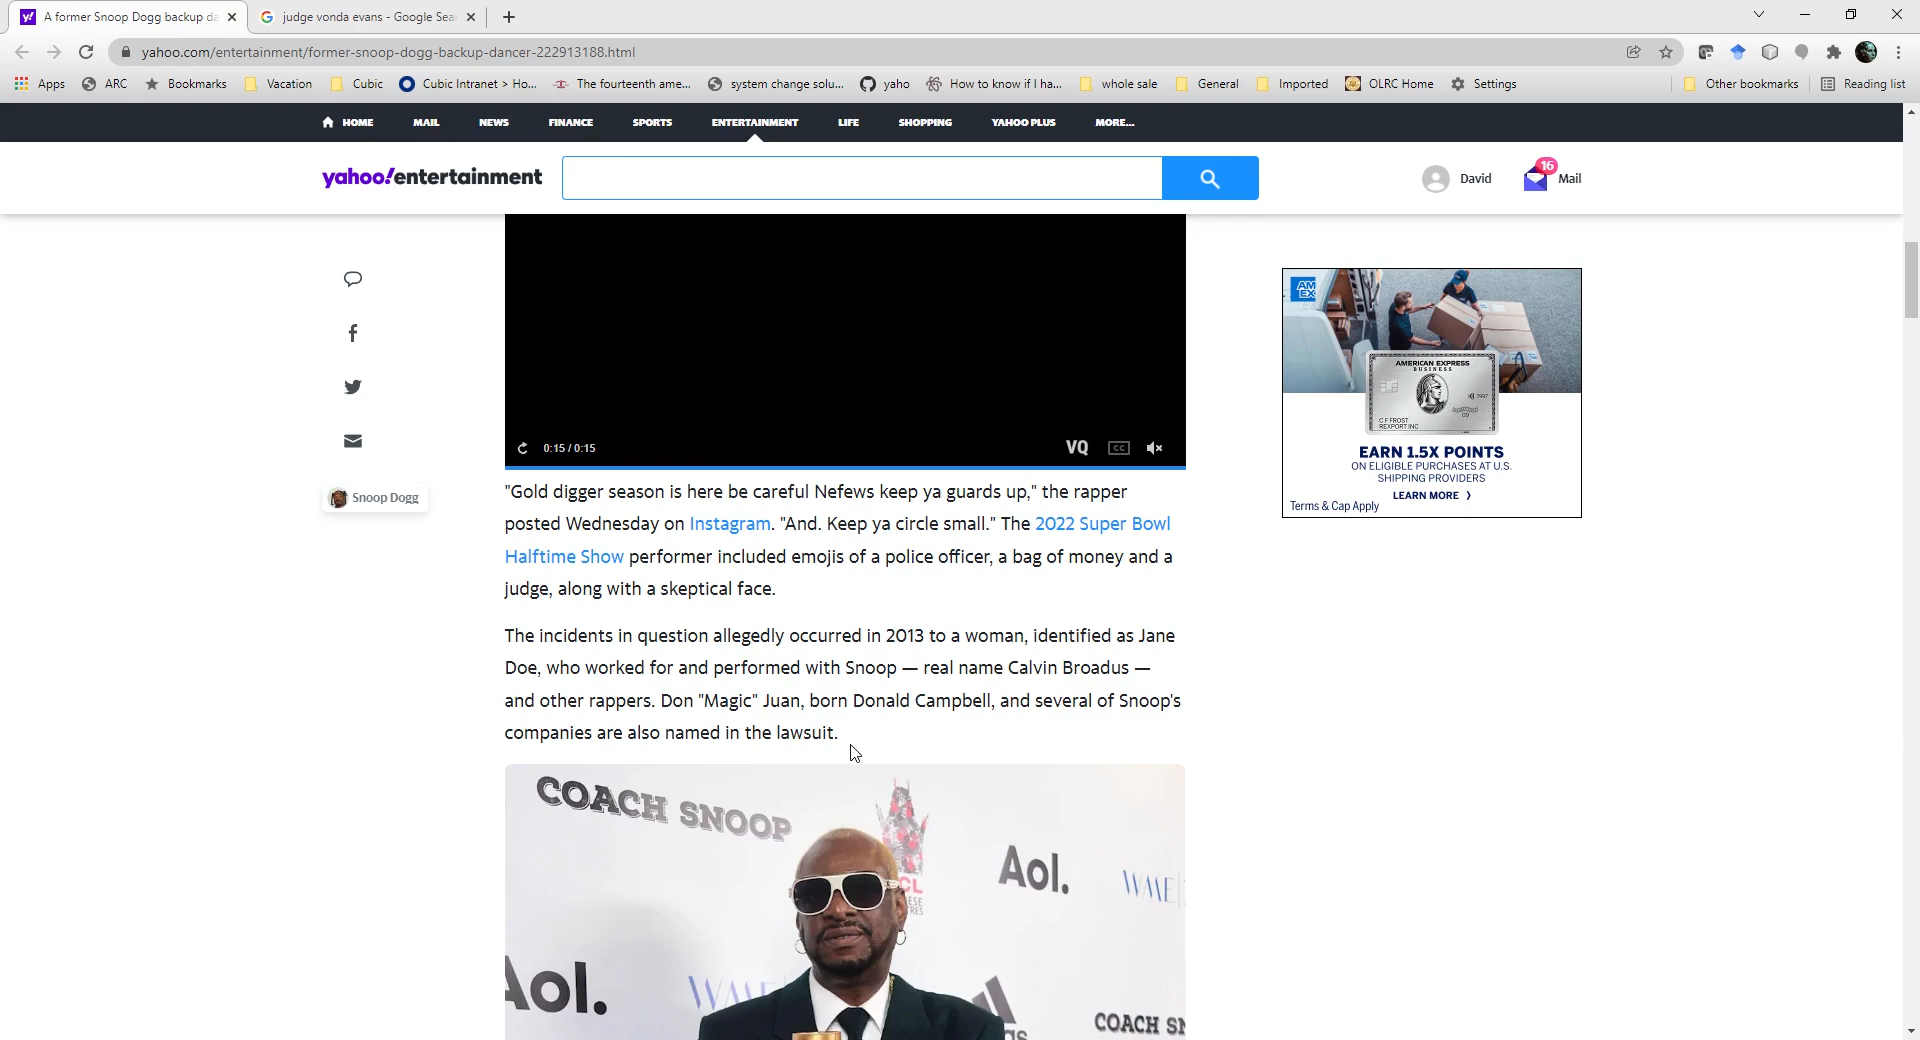 A former Snoop Dogg backup da
judge vonda evans - Google Sea
yahoo.com/entertainment/former-snoop-dogg-backup-dancer-222913188.html
Apps ARC Bookmarks Vacation Cubic Cubic Intranet > Ho... The fourteenth ame... system change solu... yaho How to know if I ha... whole sale General Imported OLRC Home Settings Other bookmarks Reading list
HOME MAIL NEWS FINANCE SPORTS ENTERTAINMENT LIFE SHOPPING YAHOO PLUS MORE...
yahoo!entertainment
David
16
Mail
0:15 / 0:15
VQ
CC
Snoop Dogg
"Gold digger season is here be careful Nefews keep ya guards up," the rapper
posted Wednesday on Instagram. "And. Keep ya circle small." The 2022 Super Bowl
Halftime Show performer included emojis of a police officer, a bag of money and a
judge, along with a skeptical face.
The incidents in question allegedly occurred in 2013 to a woman, identified as Jane
Doe, who worked for and performed with Snoop — real name Calvin Broadus —
and other rappers. Don "Magic" Juan, born Donald Campbell, and several of Snoop's
companies are also named in the lawsuit.
AM
EX
AMERICAN EXPRESS
BUSINESS
7997
C F FROST
REXPORT INC
EARN 1.5X POINTS
ON ELIGIBLE PURCHASES AT U.S.
SHIPPING PROVIDERS
LEARN MORE
Terms & Cap Apply
COACH SNOOP
Aol.
WME
Aol.
WME
COACH SN